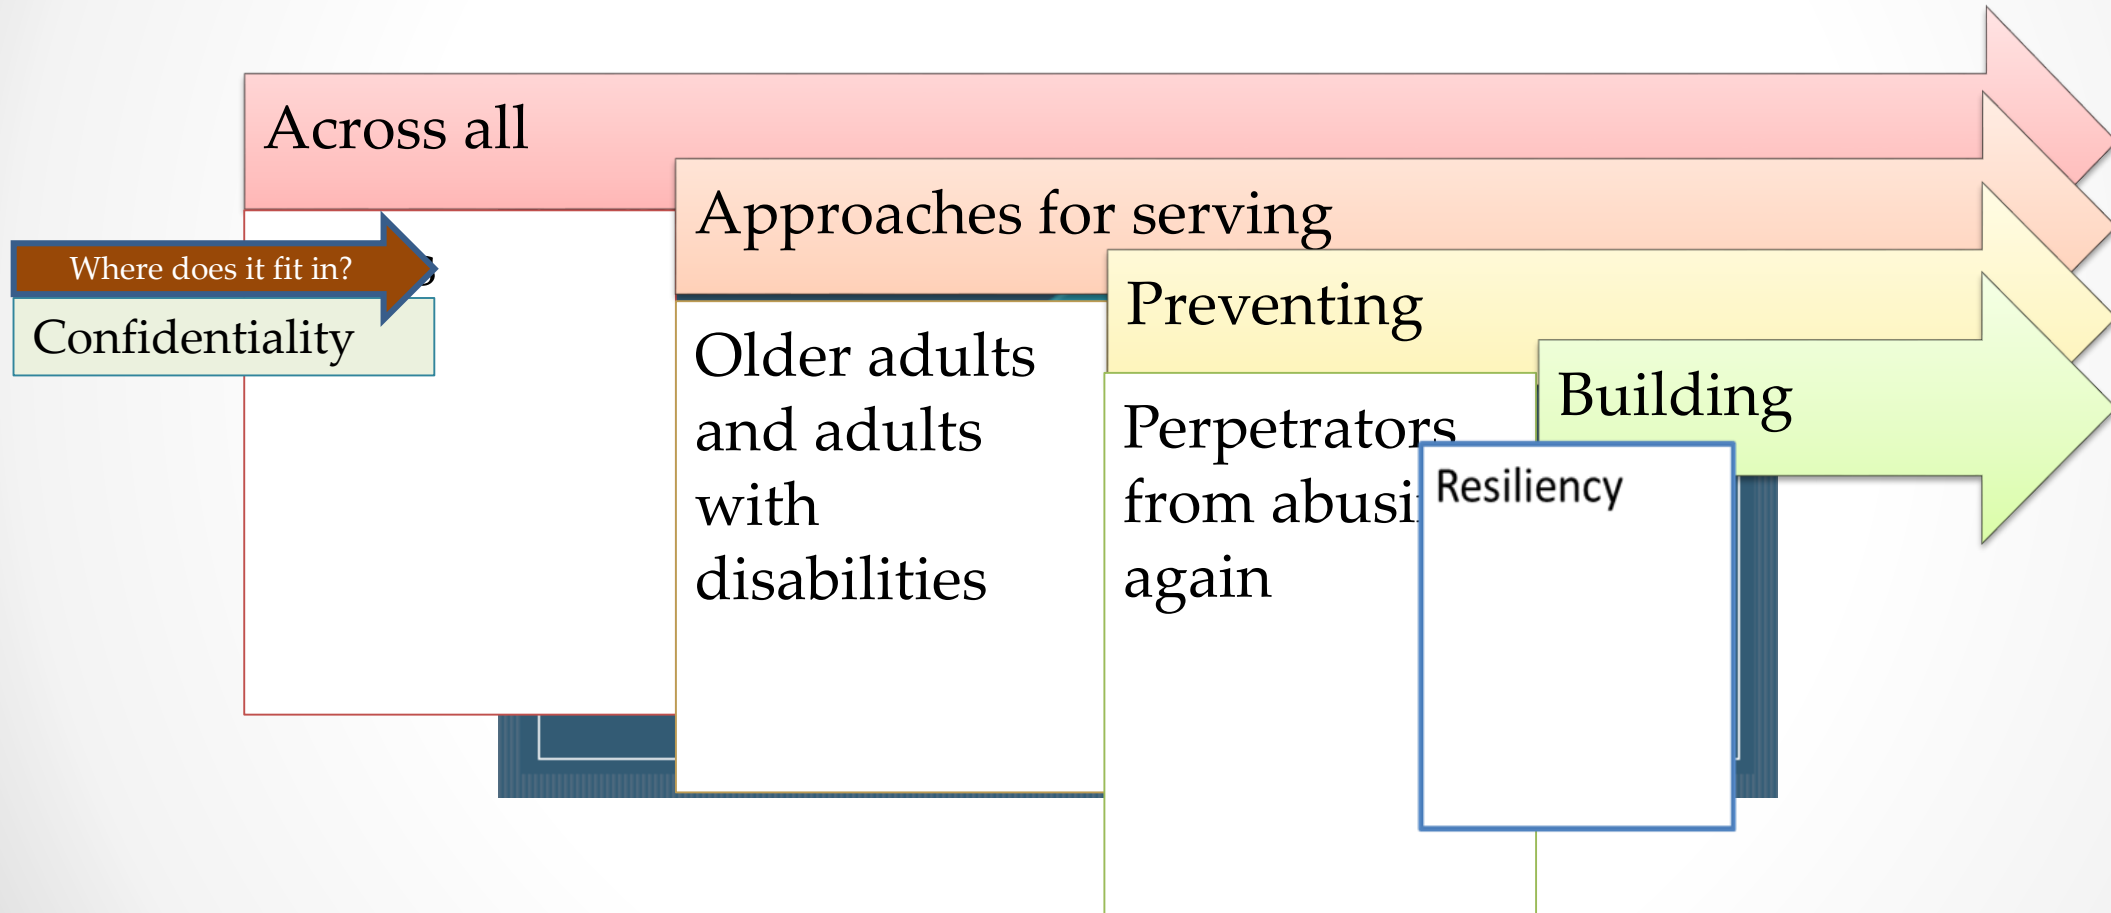 Across all
Where does it fit in?
Confidentiality
Approaches for serving
Older adults
and adults
with
disabilities
Preventing
Perpetrators
from
again
Building
Resiliency